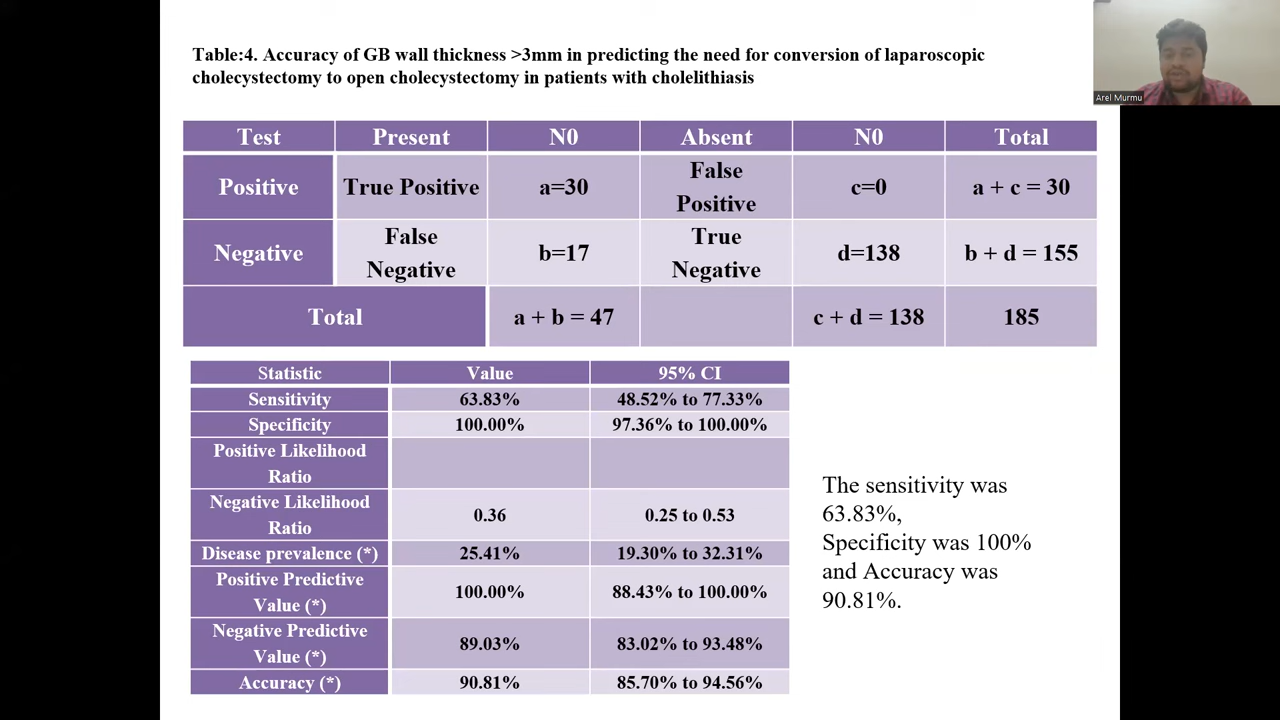 Table:4. Accuracy of GB wall thickness >3mm in predicting the need for conversion of laparoscopic
cholecystectomy to open cholecystectomy in patients with cholelithiasis
Arel Murmu
Test Present N0 Absent N0 Total
Positive True Positive a=30 False Positive c=0 a + c = 30
Negative False Negative b=17 True Negative d=138 b + d = 155
Total a + b = 47 c + d = 138 185
Statistic Value 95% CI
Sensitivity 63.83% 48.52% to 77.33%
Specificity 100.00% 97.36% to 100.00%
Positive Likelihood
Ratio
Negative Likelihood
Ratio 0.36 0.25 to 0.53
Disease prevalence (*) 25.41% 19.30% to 32.31%
Positive Predictive
Value (*) 100.00% 88.43% to 100.00%
Negative Predictive
Value (*) 89.03% 83.02% to 93.48%
Accuracy (*) 90.81% 85.70% to 94.56%
The sensitivity was
63.83%,
Specificity was 100%
and Accuracy was
90.81%.